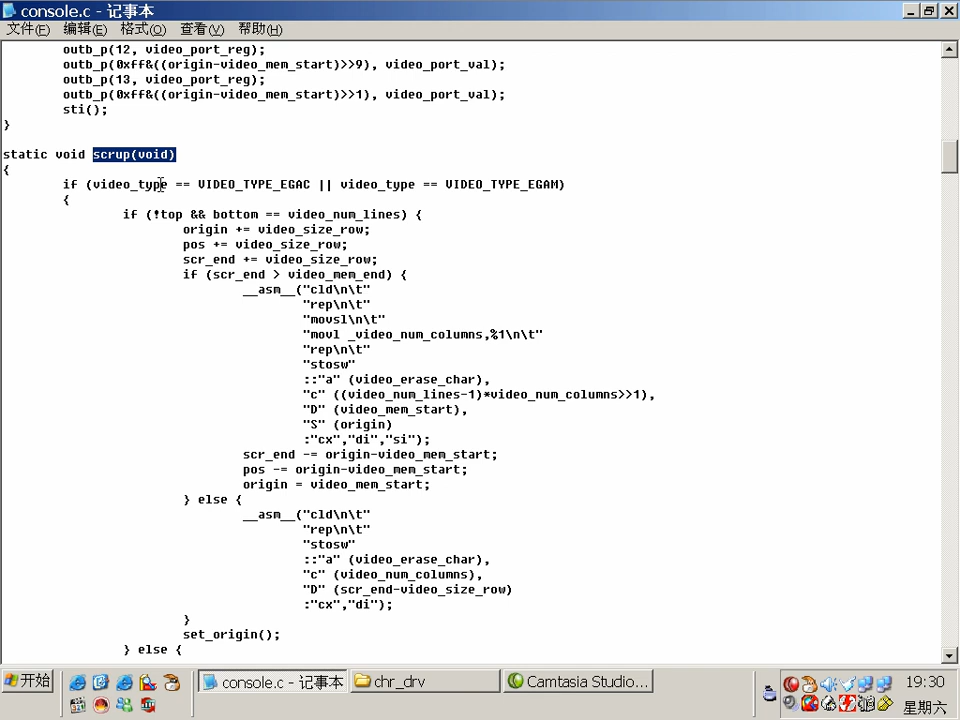 console.c - 记事本
文件(F) 编辑(E) 格式(O) 查看(V) 帮助(H)
outb_p(12, video_port_reg);
outb_p(0xff&((origin-video_mem_start)>>9), video_port_val);
outb_p(13, video_port_reg);
outb_p(0xff&((origin-video_mem_start)>>1), video_port_val);
sti();
}
static void scrup(void)
{
if (video_type == VIDEO_TYPE_EGAC || video_type == VIDEO_TYPE_EGAM)
{
if (!top && bottom == video_num_lines) {
origin += video_size_row;
pos += video_size_row;
scr_end += video_size_row;
if (scr_end > video_mem_end) {
__asm__("cld\n\t"
"rep\n\t"
"movsl\n\t"
"movl _video_num_columns,%1\n\t"
"rep\n\t"
"stosw"
::"a" (video_erase_char),
"c" ((video_num_lines-1)*video_num_columns>>1),
"D" (video_mem_start),
"S" (origin)
:"cx","di","si");
scr_end -= origin-video_mem_start;
pos -= origin-video_mem_start;
origin = video_mem_start;
} else {
__asm__("cld\n\t"
"rep\n\t"
"stosw"
::"a" (video_erase_char),
"c" (video_num_columns),
"D" (scr_end-video_size_row)
:"cx","di");
}
set_origin();
} else {
开始 console.c - 记事本 chr_drv Camtasia Studio... 19:30
星期六